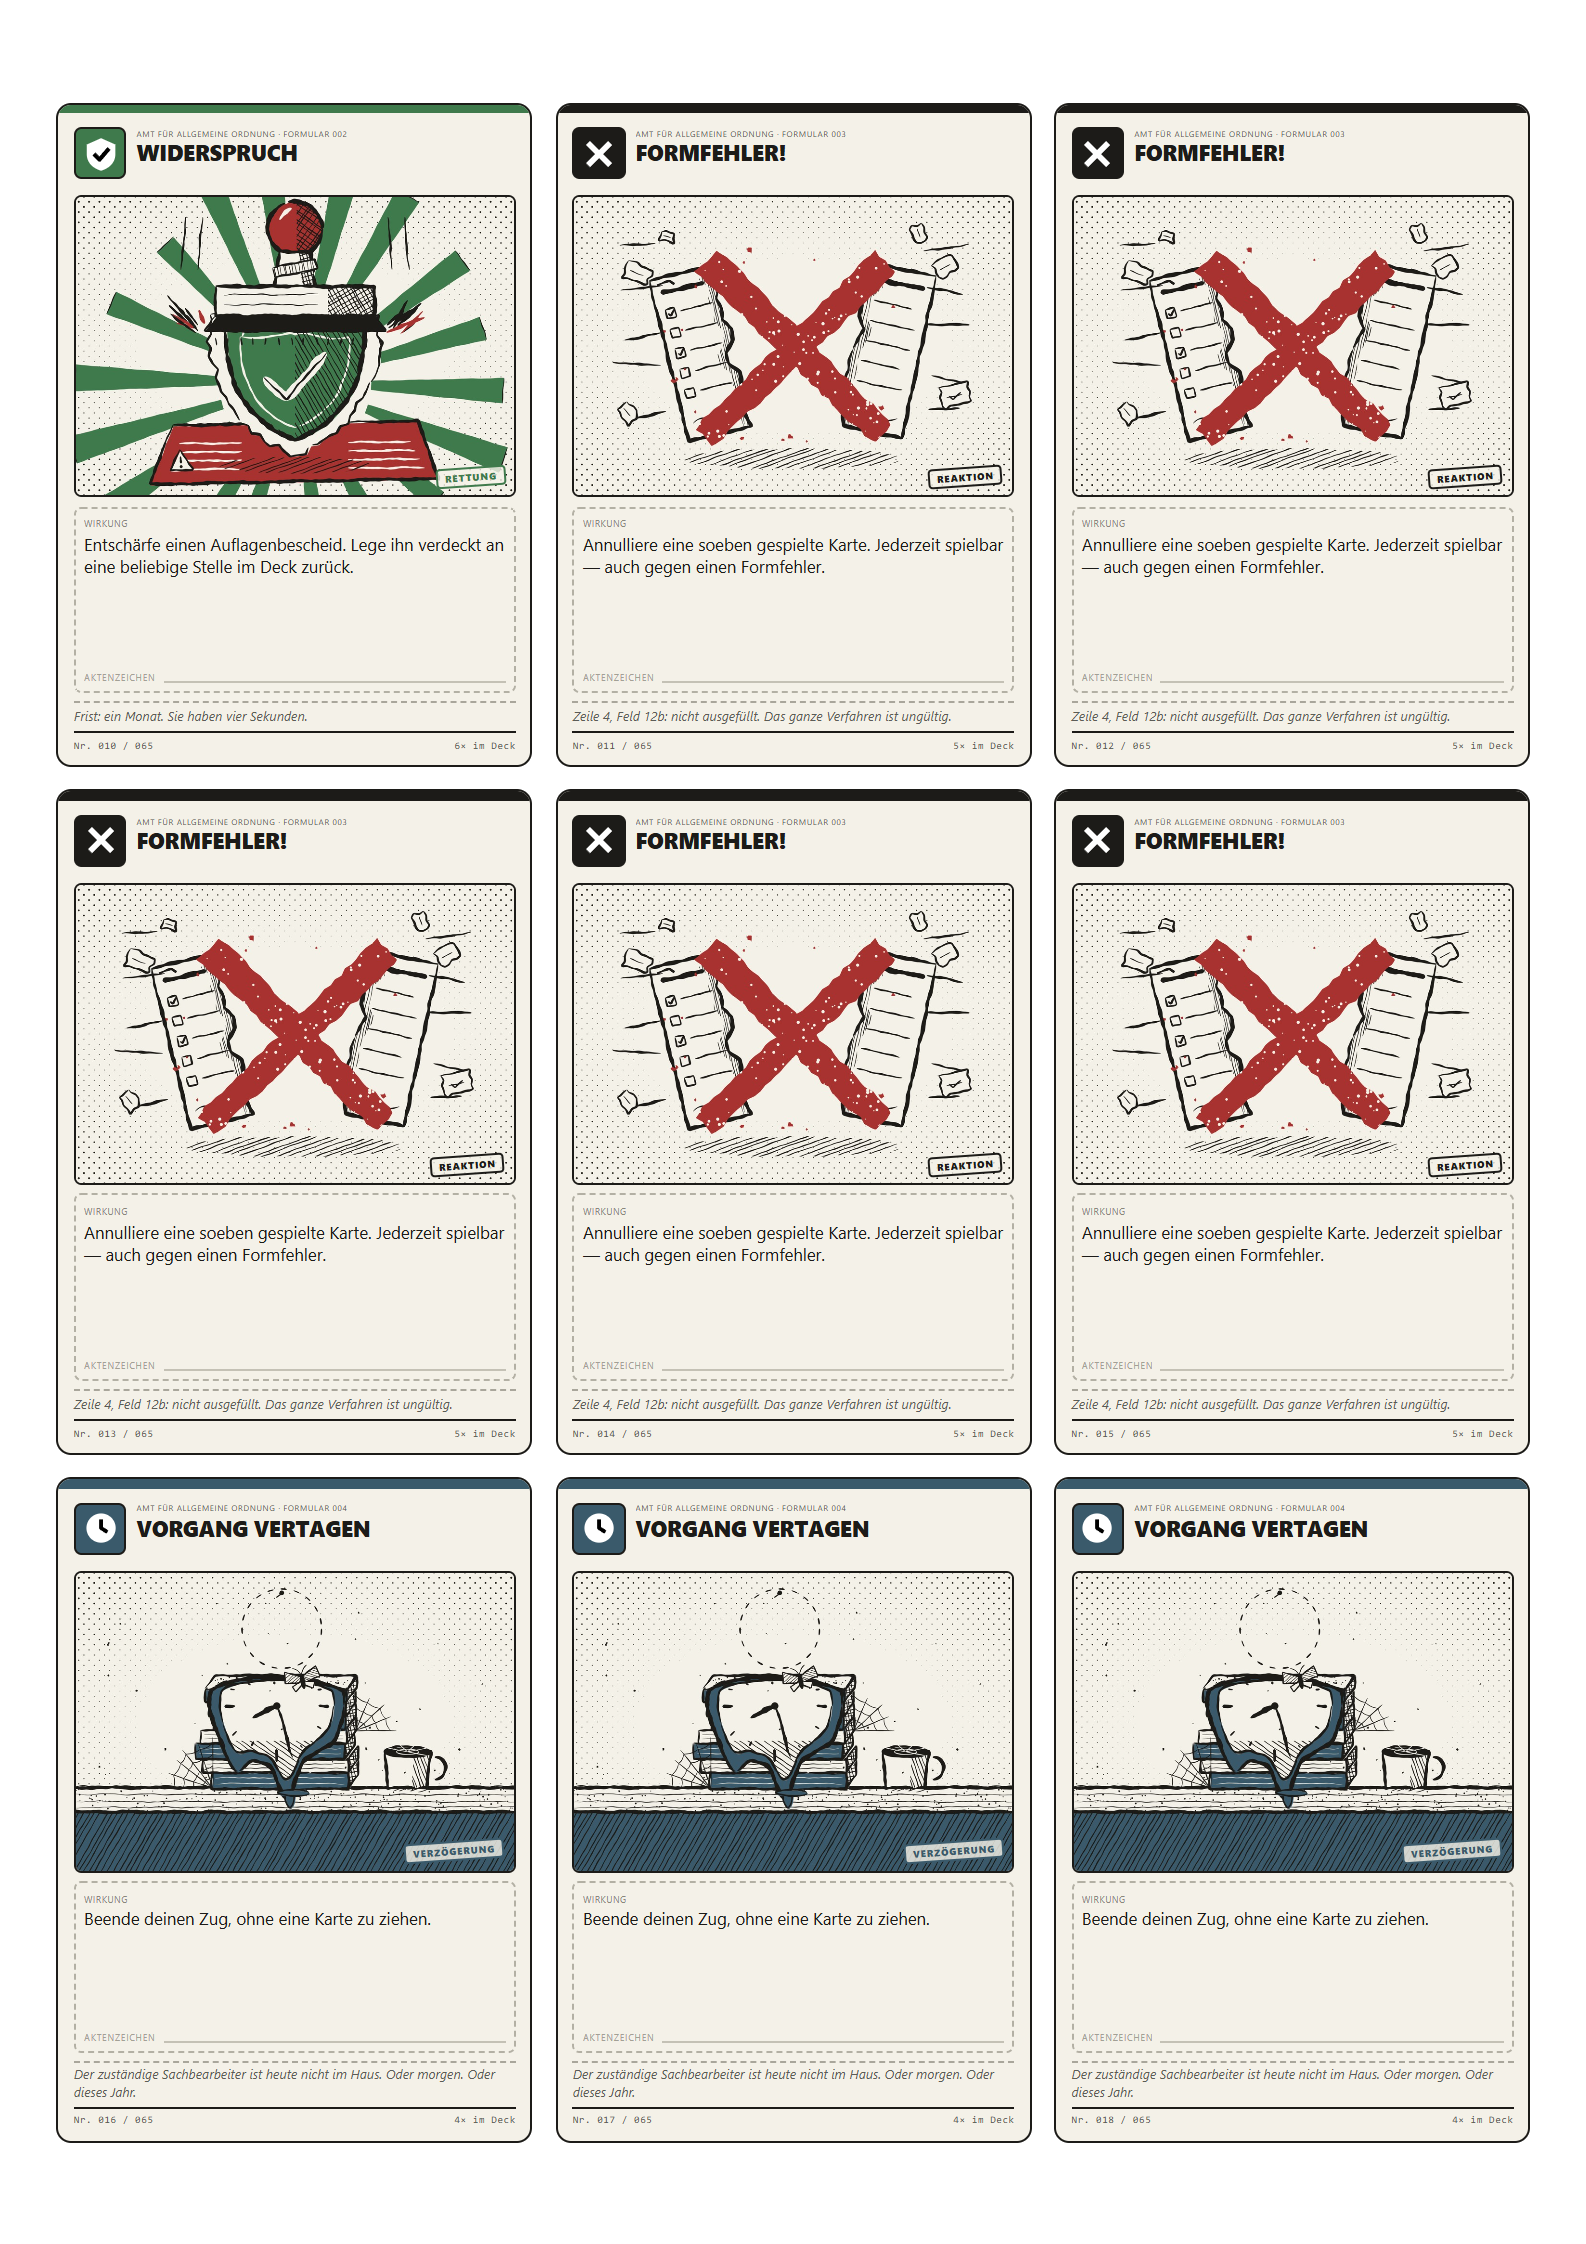 AMT FÜR ALLGEMEINE ORDNUNG · FORMULAR 002
WIDERSPRUCH
RETTUNG
WIRKUNG
Entschärfe einen Auflagenbescheid. Lege ihn verdeckt an
eine beliebige Stelle im Deck zurück.
AKTENZEICHEN
Frist: ein Monat. Sie haben vier Sekunden.
Nr. 010 / 065
6× im Deck
AMT FÜR ALLGEMEINE ORDNUNG · FORMULAR 003
FORMFEHLER!
REAKTION
WIRKUNG
Annulliere eine soeben gespielte Karte. Jederzeit spielbar
— auch gegen einen Formfehler.
AKTENZEICHEN
Zeile 4, Feld 12b: nicht ausgefüllt. Das ganze Verfahren ist ungültig.
Nr. 011 / 065
5× im Deck
AMT FÜR ALLGEMEINE ORDNUNG · FORMULAR 003
FORMFEHLER!
REAKTION
WIRKUNG
Annulliere eine soeben gespielte Karte. Jederzeit spielbar
— auch gegen einen Formfehler.
AKTENZEICHEN
Zeile 4, Feld 12b: nicht ausgefüllt. Das ganze Verfahren ist ungültig.
Nr. 012 / 065
5× im Deck
AMT FÜR ALLGEMEINE ORDNUNG · FORMULAR 003
FORMFEHLER!
REAKTION
WIRKUNG
Annulliere eine soeben gespielte Karte. Jederzeit spielbar
— auch gegen einen Formfehler.
AKTENZEICHEN
Zeile 4, Feld 12b: nicht ausgefüllt. Das ganze Verfahren ist ungültig.
Nr. 013 / 065
5× im Deck
AMT FÜR ALLGEMEINE ORDNUNG · FORMULAR 003
FORMFEHLER!
REAKTION
WIRKUNG
Annulliere eine soeben gespielte Karte. Jederzeit spielbar
— auch gegen einen Formfehler.
AKTENZEICHEN
Zeile 4, Feld 12b: nicht ausgefüllt. Das ganze Verfahren ist ungültig.
Nr. 014 / 065
5× im Deck
AMT FÜR ALLGEMEINE ORDNUNG · FORMULAR 003
FORMFEHLER!
REAKTION
WIRKUNG
Annulliere eine soeben gespielte Karte. Jederzeit spielbar
— auch gegen einen Formfehler.
AKTENZEICHEN
Zeile 4, Feld 12b: nicht ausgefüllt. Das ganze Verfahren ist ungültig.
Nr. 015 / 065
5× im Deck
AMT FÜR ALLGEMEINE ORDNUNG · FORMULAR 004
VORGANG VERTAGEN
VERZÖGERUNG
WIRKUNG
Beende deinen Zug, ohne eine Karte zu ziehen.
AKTENZEICHEN
Der zuständige Sachbearbeiter ist heute nicht im Haus. Oder morgen. Oder
dieses Jahr.
Nr. 016 / 065
4× im Deck
AMT FÜR ALLGEMEINE ORDNUNG · FORMULAR 004
VORGANG VERTAGEN
VERZÖGERUNG
WIRKUNG
Beende deinen Zug, ohne eine Karte zu ziehen.
AKTENZEICHEN
Der zuständige Sachbearbeiter ist heute nicht im Haus. Oder morgen. Oder
dieses Jahr.
Nr. 017 / 065
4× im Deck
AMT FÜR ALLGEMEINE ORDNUNG · FORMULAR 004
VORGANG VERTAGEN
VERZÖGERUNG
WIRKUNG
Beende deinen Zug, ohne eine Karte zu ziehen.
AKTENZEICHEN
Der zuständige Sachbearbeiter ist heute nicht im Haus. Oder morgen. Oder
dieses Jahr.
Nr. 018 / 065
4× im Deck